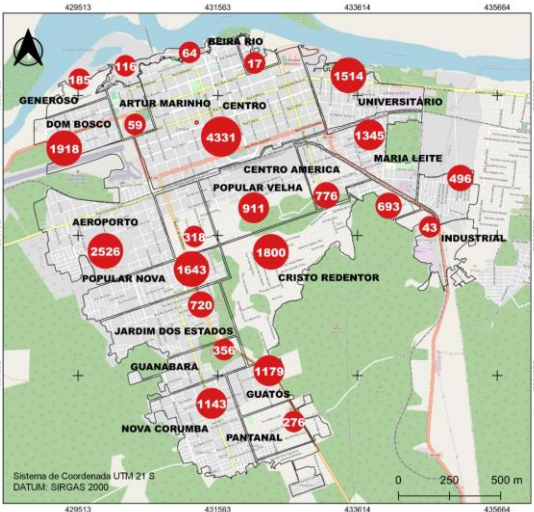 429513 431563 433614 435664
BEIRA RIO
64
17
116
185
1514
GENEROSO
ARTUR MARINHO
CENTRO
UNIVERSITÁRIO
DOM BOSCO
59
4331
1345
1918
MARIA LEITE
CENTRO AMERICA
496
POPULAR VELHA
776
911
693
AEROPORTO
43
318
INDUSTRIAL
2526
1800
1643
POPULAR NOVA
CRISTO REDENTOR
720
JARDIM DOS ESTADOS
356
GUANABARA
1179
GUATÓS
1143
276
NOVA CORUMBA
PANTANAL
Sistema de Coordenada UTM 21 S
DATUM: SIRGAS 2000
0 250 500 m
429513 431563 433614 435664